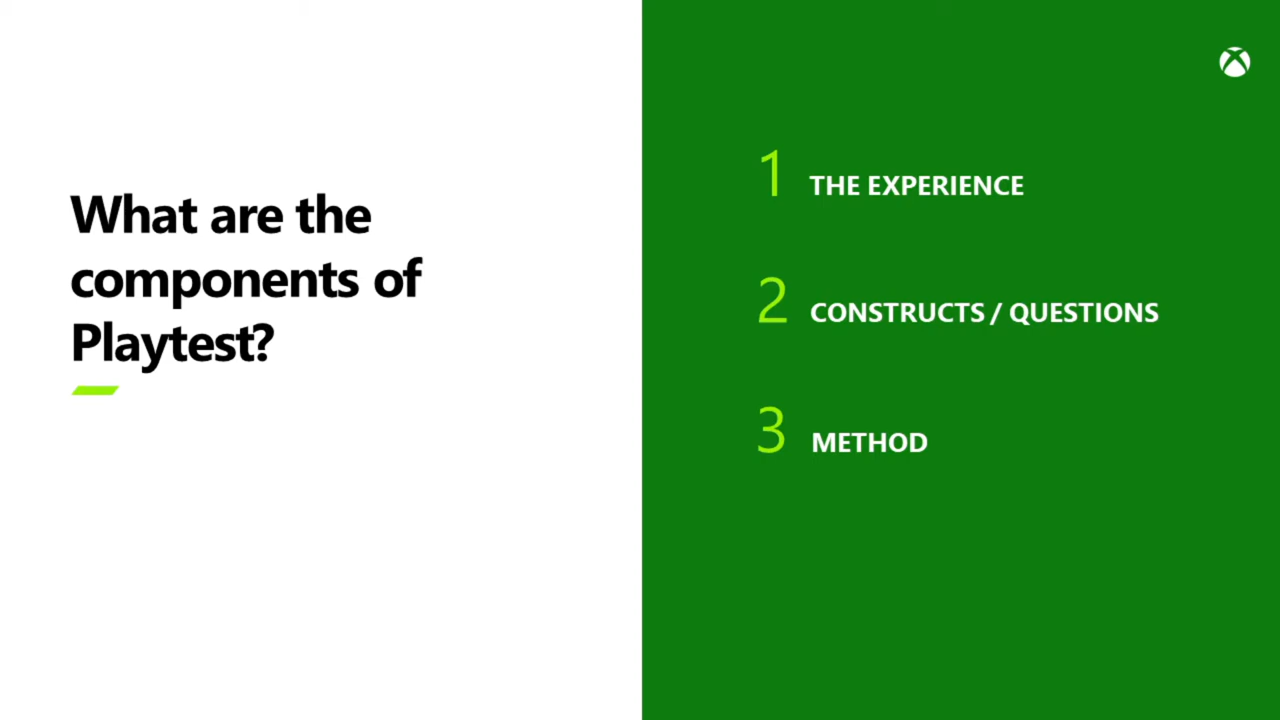 What are the
components of
Playtest?
1 THE EXPERIENCE
2 CONSTRUCTS / QUESTIONS
3 METHOD